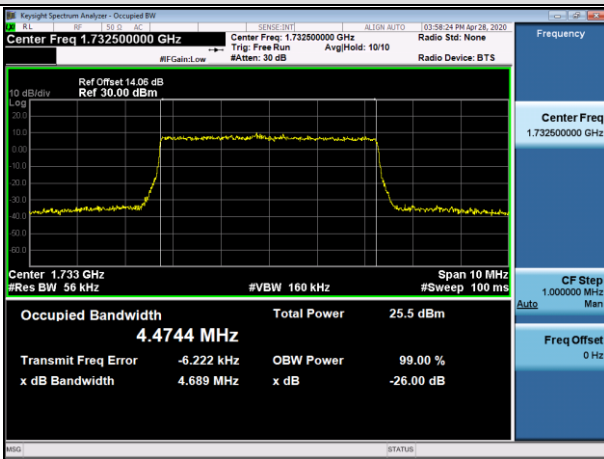 Keysight Spectrum Analyzer - Occupied BW
RL RF 50 Ω AC SENSE:INT ALIGN AUTO 03:58:24 PM Apr 28, 2020
Center Freq 1.732500000 GHz
Center Freq: 1.732500000 GHz Radio Std: None
Trig: Free Run Avg|Hold: 10/10
#IFGain:Low #Atten: 30 dB Radio Device: BTS
Ref Offset 14.06 dB
10 dB/div Ref 30.00 dBm
Log
20.0
10.0
0.00
-10.0
-20.0
-30.0
-40.0
-50.0
-60.0
Center 1.733 GHz Span 10 MHz
#Res BW 56 kHz #VBW 160 kHz #Sweep 100 ms
Occupied Bandwidth Total Power 25.5 dBm
4.4744 MHz
Transmit Freq Error -6.222 kHz OBW Power 99.00 %
x dB Bandwidth 4.689 MHz x dB -26.00 dB
MSG STATUS
Frequency
Center Freq
1.732500000 GHz
CF Step
1.000000 MHz
Auto Man
Freq Offset
0 Hz